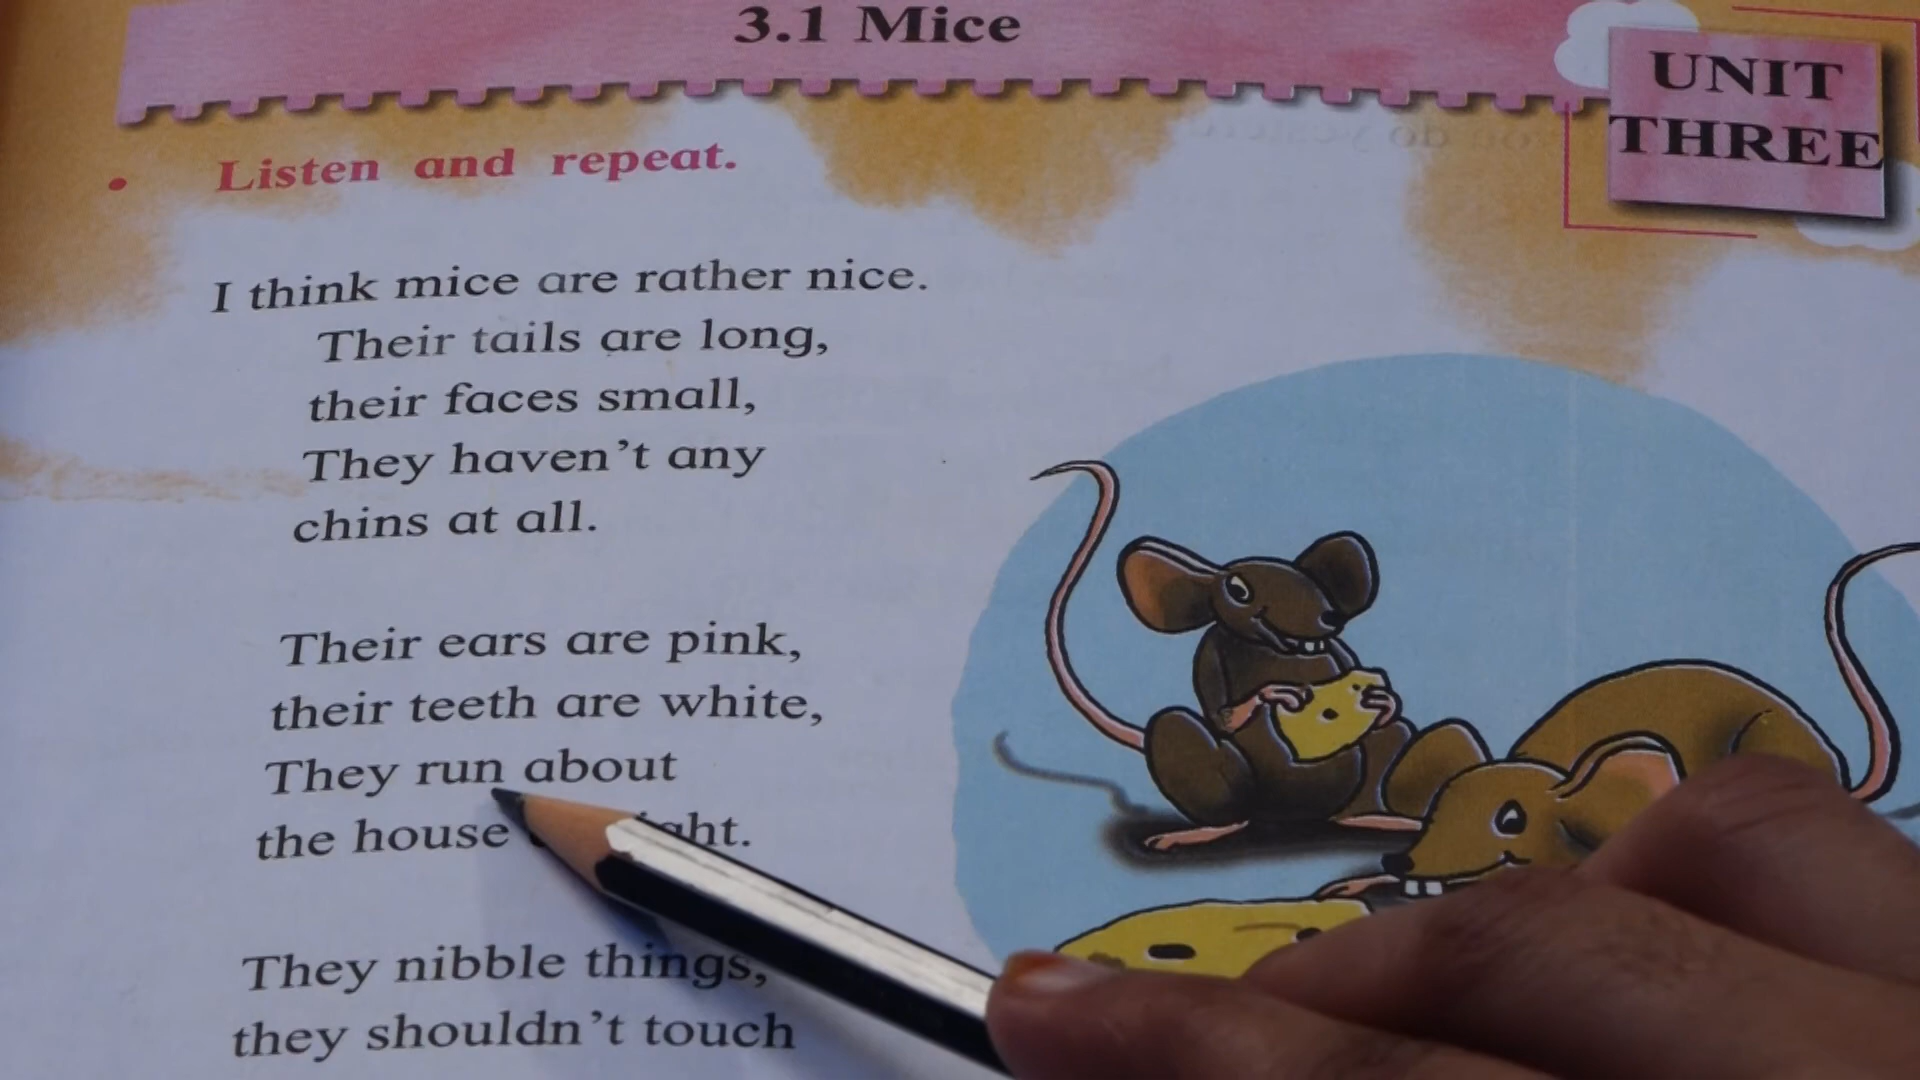 3.1 Mice
UNIT
THREE
• Listen and repeat.
I think mice are rather nice.
Their tails are long,
their faces small,
They haven't any
chins at all.
Their ears are pink,
their teeth are white,
They run about
the house
They nibble things,
they shouldn't touch